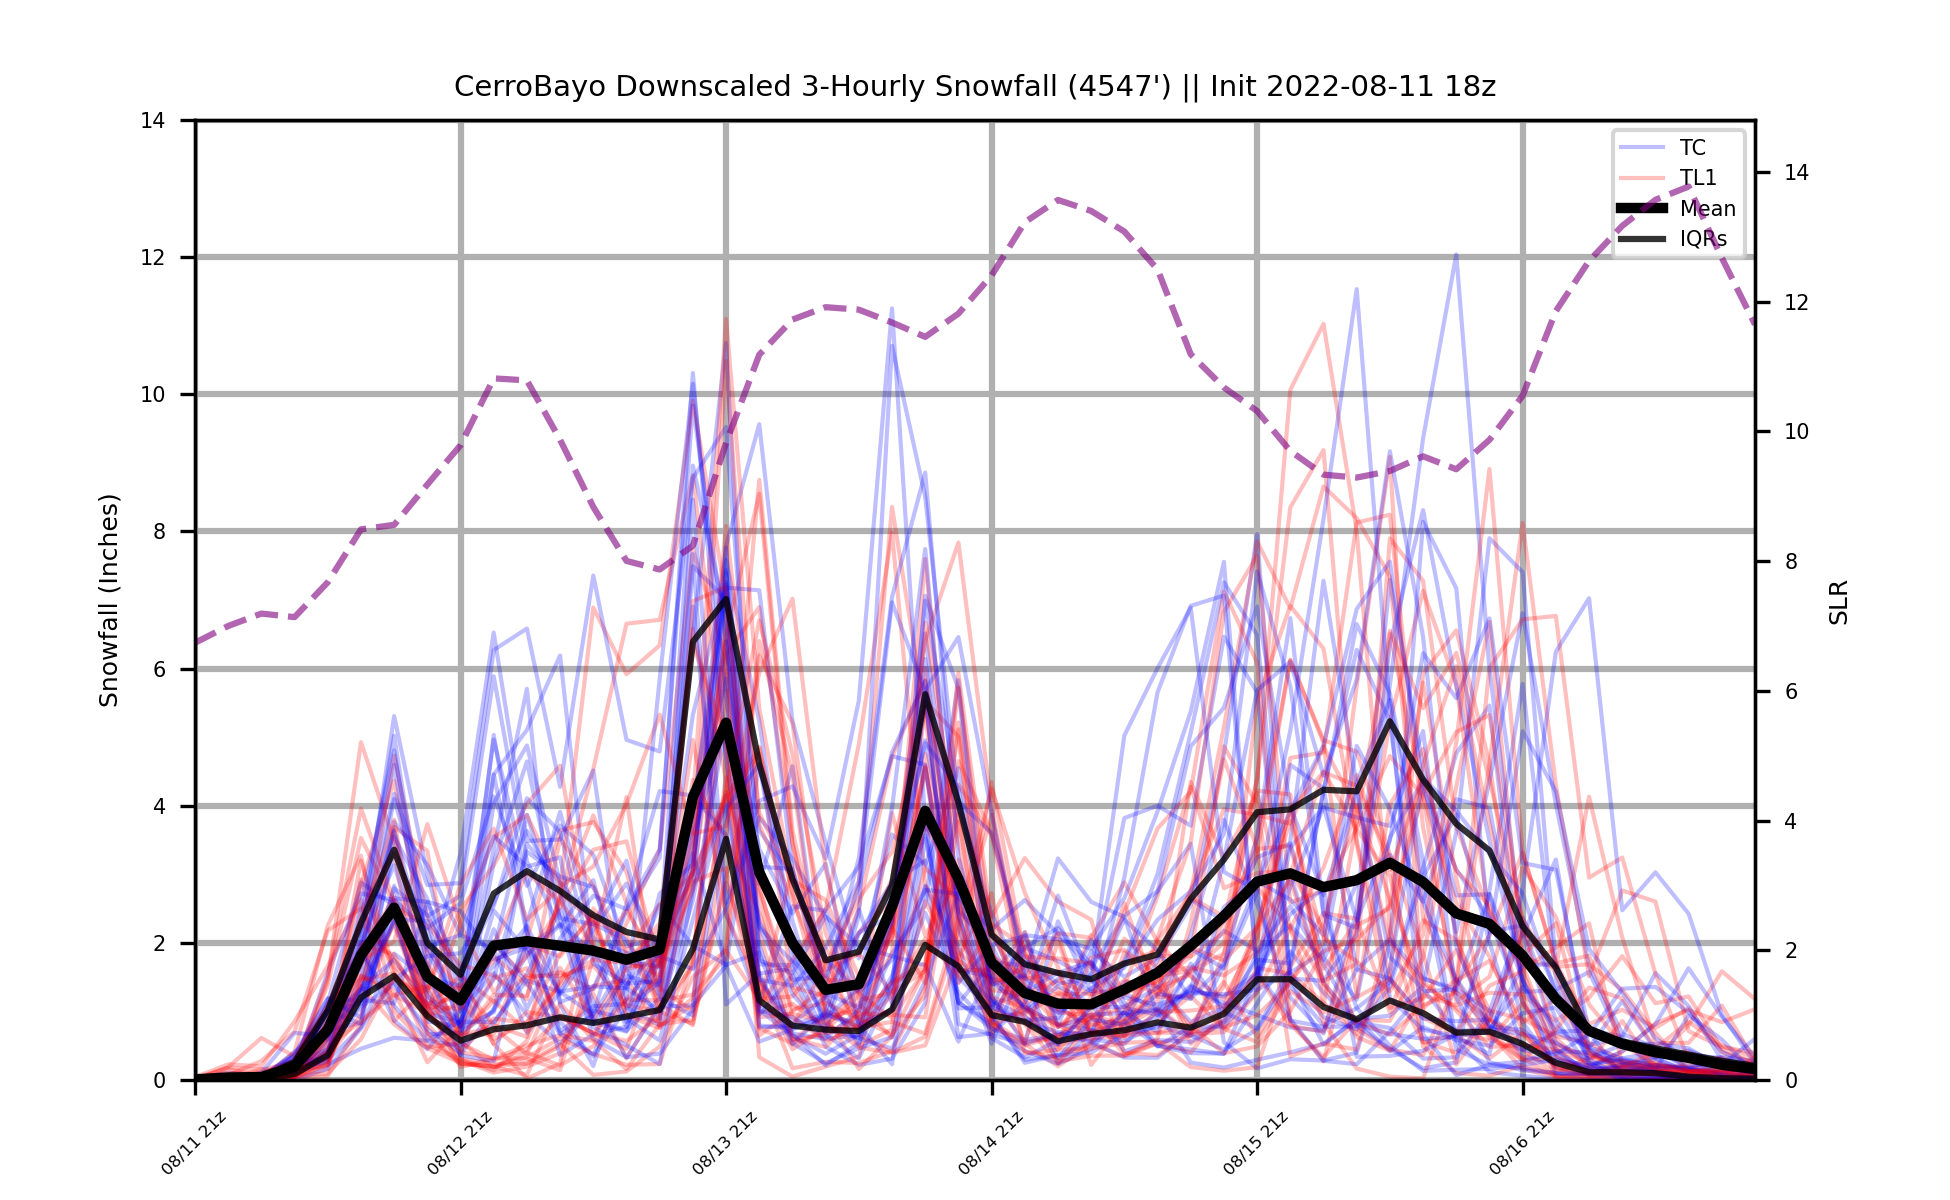 CerroBayo Downscaled 3-Hourly Snowfall (4547') || Init 2022-08-11 18z
14
12
10
8
6
4
2
0
Snowfall (Inches)
TC
TL1
Mean
IQRs
14
12
10
8
6
4
2
0
SLR
08/11 21z
08/12 21z
08/13 21z
08/14 21z
08/15 21z
08/16 21z